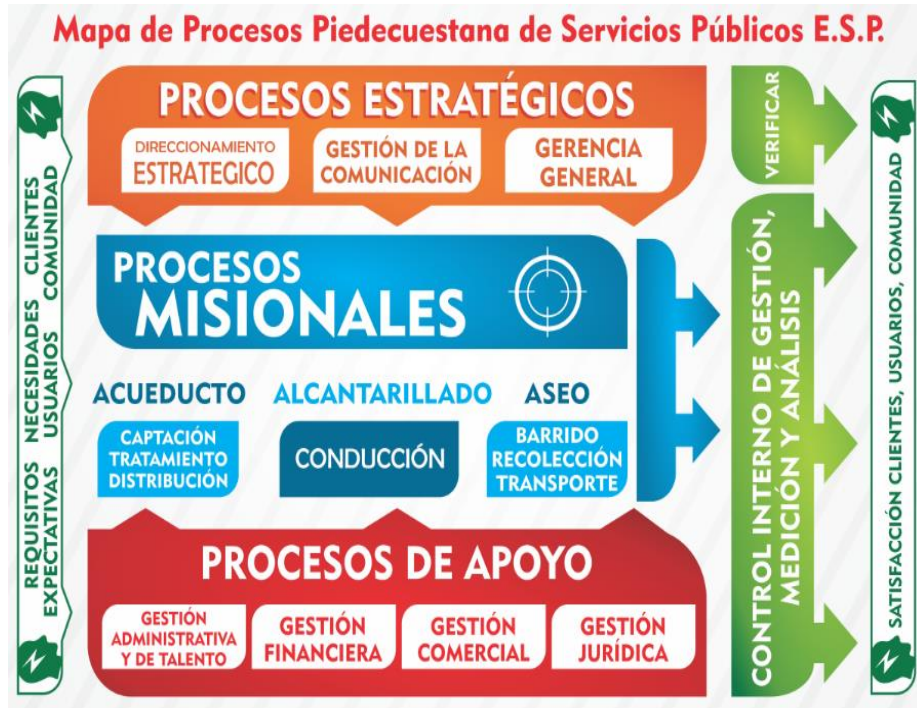 Mapa de Procesos Piedecuestana de Servicios Públicos E.S.P.
REQUISITOS NECESIDADES CLIENTES
EXPECTATIVAS USUARIOS COMUNIDAD
PROCESOS ESTRATÉGICOS
DIRECCIONAMIENTO
ESTRATEGICO
GESTIÓN DE LA
COMUNICACIÓN
GERENCIA
GENERAL
PROCESOS
MISIONALES
ACUEDUCTO
CAPTACIÓN
TRATAMIENTO
DISTRIBUCIÓN
ALCANTARILLADO
CONDUCCIÓN
ASEO
BARRIDO
RECOLECCIÓN
TRANSPORTE
PROCESOS DE APOYO
GESTIÓN
ADMINISTRATIVA
Y DE TALENTO
GESTIÓN
FINANCIERA
GESTIÓN
COMERCIAL
GESTIÓN
JURÍDICA
VERIFICAR
CONTROL INTERNO DE GESTIÓN,
MEDICIÓN Y ANÁLISIS
SATISFACCIÓN CLIENTES, USUARIOS, COMUNIDAD